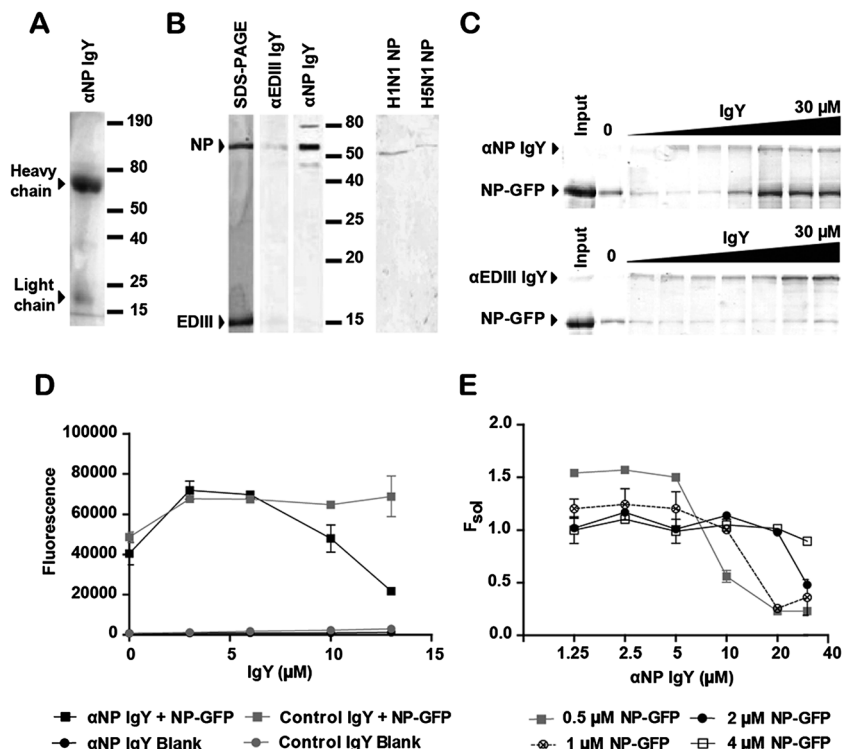 A
αNP IgY
190
80
50
40
25
15
Heavy
chain
Light
chain
B
SDS-PAGE
αEDIII IgY
αNP IgY
H1N1 NP
H5N1 NP
NP
EDIII
80
50
40
25
20
15
C
Input
0
IgY
30 µM
αNP IgY
NP-GFP
Input
0
IgY
30 µM
αEDIII IgY
NP-GFP
D
Fluorescence
100000
80000
60000
40000
20000
0
0
5
10
15
IgY (µM)
αNP IgY + NP-GFP
Control IgY + NP-GFP
αNP IgY Blank
Control IgY Blank
E
Fsol
2.0
1.5
1.0
0.5
0.0
1.25
2.5
5
10
20
40
αNP IgY (µM)
0.5 µM NP-GFP
2 µM NP-GFP
1 µM NP-GFP
4 µM NP-GFP